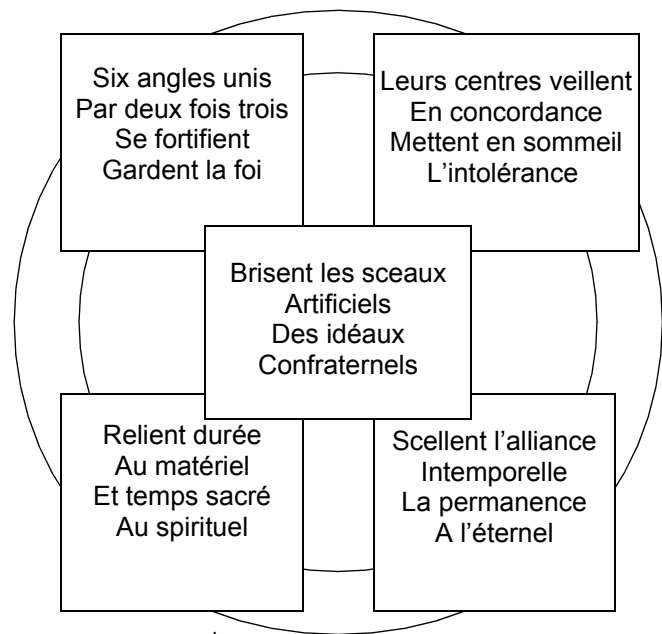 Six angles unis
Par deux fois trois
Se fortifient
Gardent la foi
Leurs centres veillent
En concordance
Mettent en sommeil
L'intolérance
Brisent les sceaux
Artificiels
Des idéaux
Confraternels
Relient durée
Au matériel
Et temps sacré
Au spirituel
Scellent l'alliance
Intemporelle
La permanence
A l'éternel